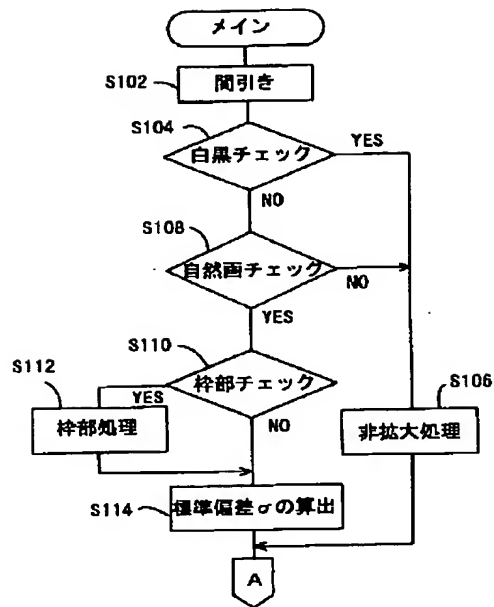 メイン
S102
間引き
S104
白黒チェック
YES
NO
S108
自然画チェック
NO
YES
S110
枠部チェック
YES
NO
S112
枠部処理
S106
非拡大処理
S114
標準偏差σの算出
A